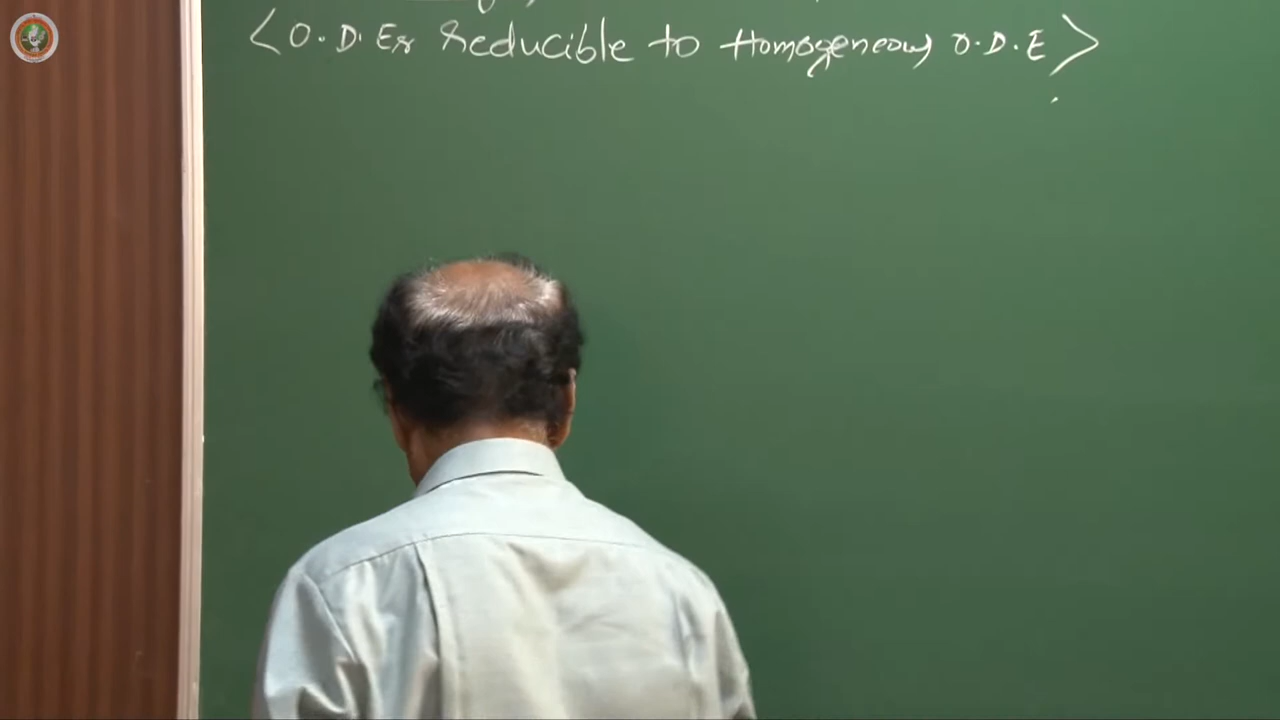 < O. D. Es reducible to Homogeneous O. D. E >